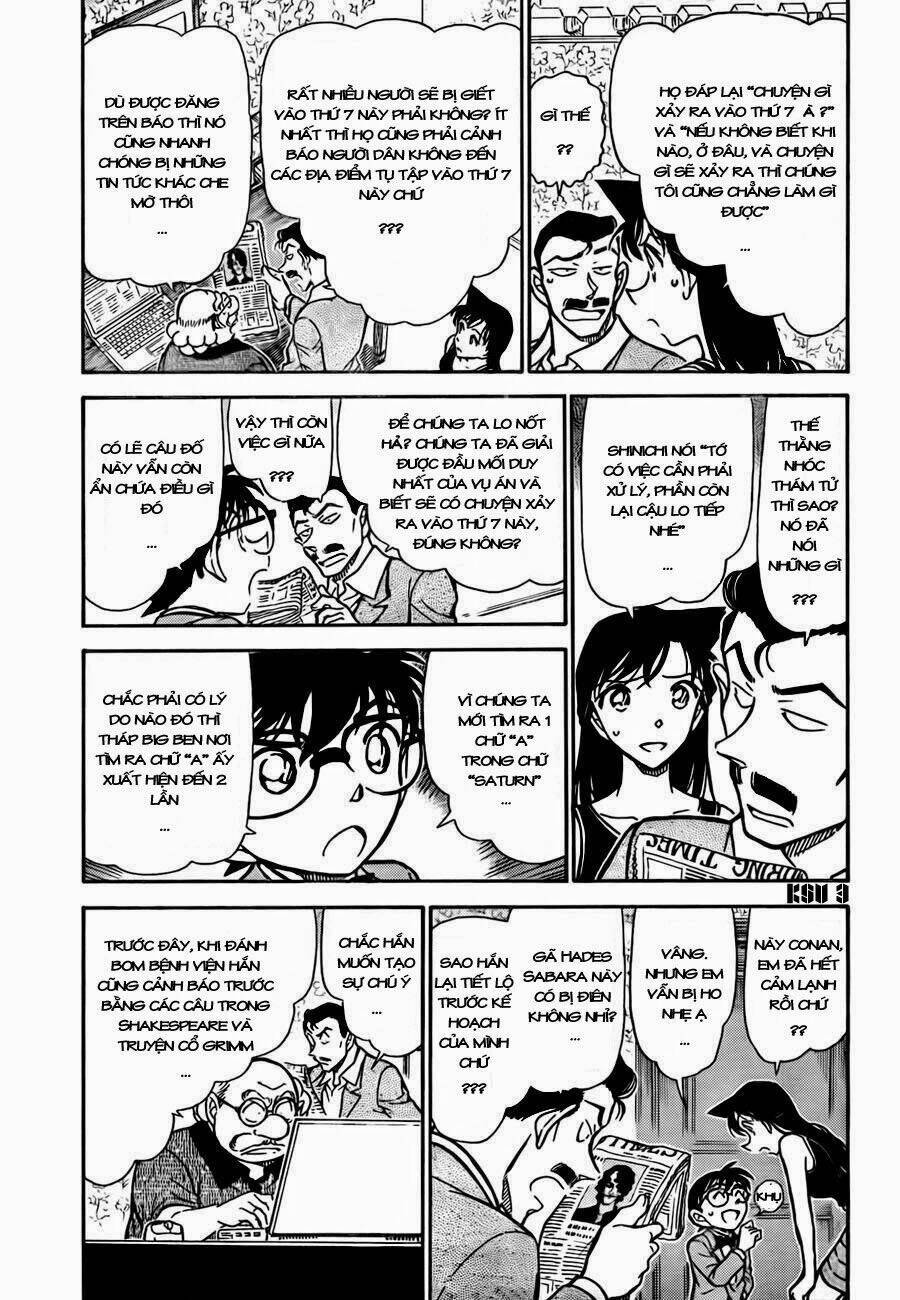 HỌ ĐÁP LẠI "CHUYỆN GÌ
XẢY RA VÀO THỨ 7 À ?"
VÀ "NẾU KHÔNG BIẾT KHI
NÀO, Ở ĐÂU, VÀ CHUYỆN
GÌ SẼ XẢY RA THÌ CHÚNG
TÔI CŨNG CHẲNG LÀM GÌ
ĐƯỢC"
...
GÌ THẾ
??
RẤT NHIỀU NGƯỜI SẼ BỊ GIẾT
VÀO THỨ 7 NÀY PHẢI KHÔNG? ÍT
NHẤT THÌ HỌ CŨNG PHẢI CẢNH
BÁO NGƯỜI DÂN KHÔNG ĐẾN
CÁC ĐỊA ĐIỂM TỤ TẬP VÀO THỨ 7
NÀY CHỨ
???
DÙ ĐƯỢC ĐĂNG
TRÊN BÁO THÌ NÓ
CŨNG NHANH
CHÓNG BỊ NHỮNG
TIN TỨC KHÁC CHE
MỜ THÔI
...
THẾ
THẰNG
NHÓC
THÁM TỬ
THÌ SAO?
NÓ ĐÃ
NÓI
NHỮNG GÌ
???
SHINICHI NÓI "TỚ
CÓ VIỆC CẦN PHẢI
XỬ LÝ, PHẦN CÒN
LẠI CẬU LO TIẾP
NHÉ"
...
ĐỂ CHÚNG TA LO NỐT
HẢ? CHÚNG TA ĐÃ GIẢI
ĐƯỢC ĐẦU MỐI DUY
NHẤT CỦA VỤ ÁN VÀ
BIẾT SẼ CÓ CHUYỆN XẢY
RA VÀO THỨ 7 NÀY,
ĐÚNG KHÔNG?
VẬY THÌ CÒN
VIỆC GÌ NỮA
???
CÓ LẼ CÂU ĐỐ
NÀY VẪN CÒN
ẨN CHỨA ĐIỀU GÌ
ĐÓ
...
VÌ CHÚNG TA
MỚI TÌM RA 1
CHỮ "A"
TRONG CHỮ
"SATURN"
...
CHẮC PHẢI CÓ LÝ
DO NÀO ĐÓ THÌ
THÁP BIG BEN NƠI
TÌM RA CHỮ "A" ẤY
XUẤT HIỆN ĐẾN 2
LẦN
...
RING TIMES
KSV 3
NÀY CONAN,
EM ĐÃ HẾT
CẢM LẠNH
RỒI CHỨ
??
VÂNG.
NHƯNG EM
VẪN BỊ HO
NHẸ Ạ
...
KHỤ
GÃ HADES
SABARA NÀY
CÓ BỊ ĐIÊN
KHÔNG NHỈ?
...
SAO HẮN
LẠI TIẾT LỘ
TRƯỚC KẾ
HOẠCH
CỦA MÌNH
CHỨ
???
CHẮC HẮN
MUỐN TẠO
SỰ CHÚ Ý
...
TRƯỚC ĐÂY, KHI ĐÁNH
BOM BỆNH VIỆN HẮN
CŨNG CẢNH BÁO TRƯỚC
BẰNG CÁC CÂU TRONG
SHAKESPEARE VÀ
TRUYỆN CỔ GRIMM
...